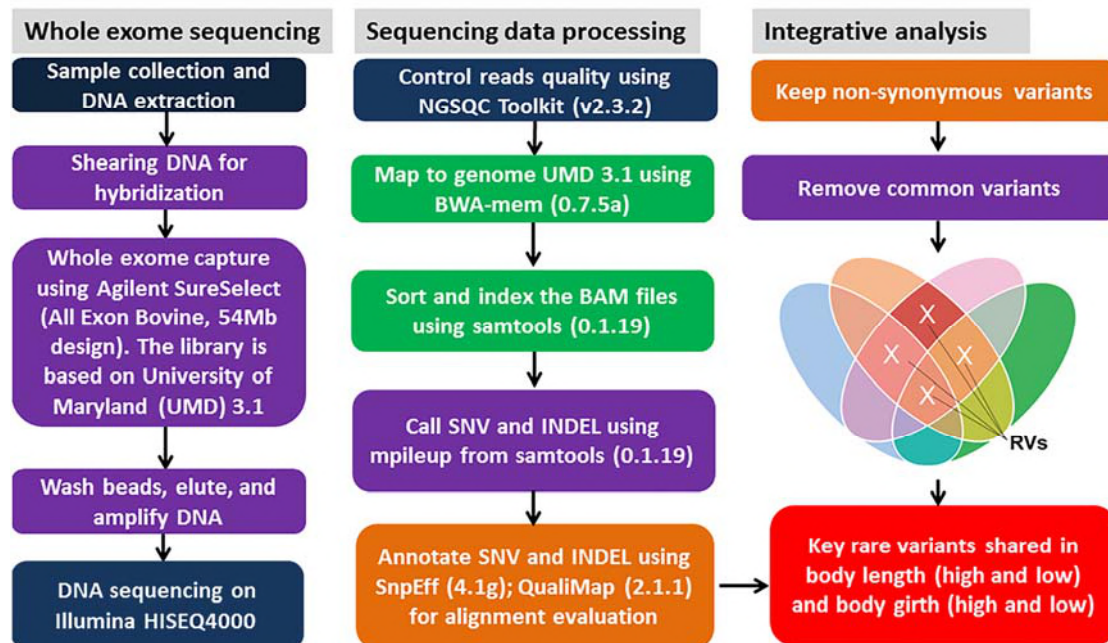 Whole exome sequencing
Sample collection and
DNA extraction
Shearing DNA for
hybridization
Whole exome capture
using Agilent SureSelect
(All Exon Bovine, 54Mb
design). The library is
based on University of
Maryland (UMD) 3.1
Wash beads, elute, and
amplify DNA
DNA sequencing on
Illumina HISEQ4000
Sequencing data processing
Control reads quality using
NGSQC Toolkit (v2.3.2)
Map to genome UMD 3.1 using
BWA-mem (0.7.5a)
Sort and index the BAM files
using samtools (0.1.19)
Call SNV and INDEL using
mpileup from samtools (0.1.19)
Annotate SNV and INDEL using
SnpEff (4.1g); QualiMap (2.1.1)
for alignment evaluation
Integrative analysis
Keep non-synonymous variants
Remove common variants
X
X
X
X
RVs
Key rare variants shared in
body length (high and low)
and body girth (high and low)